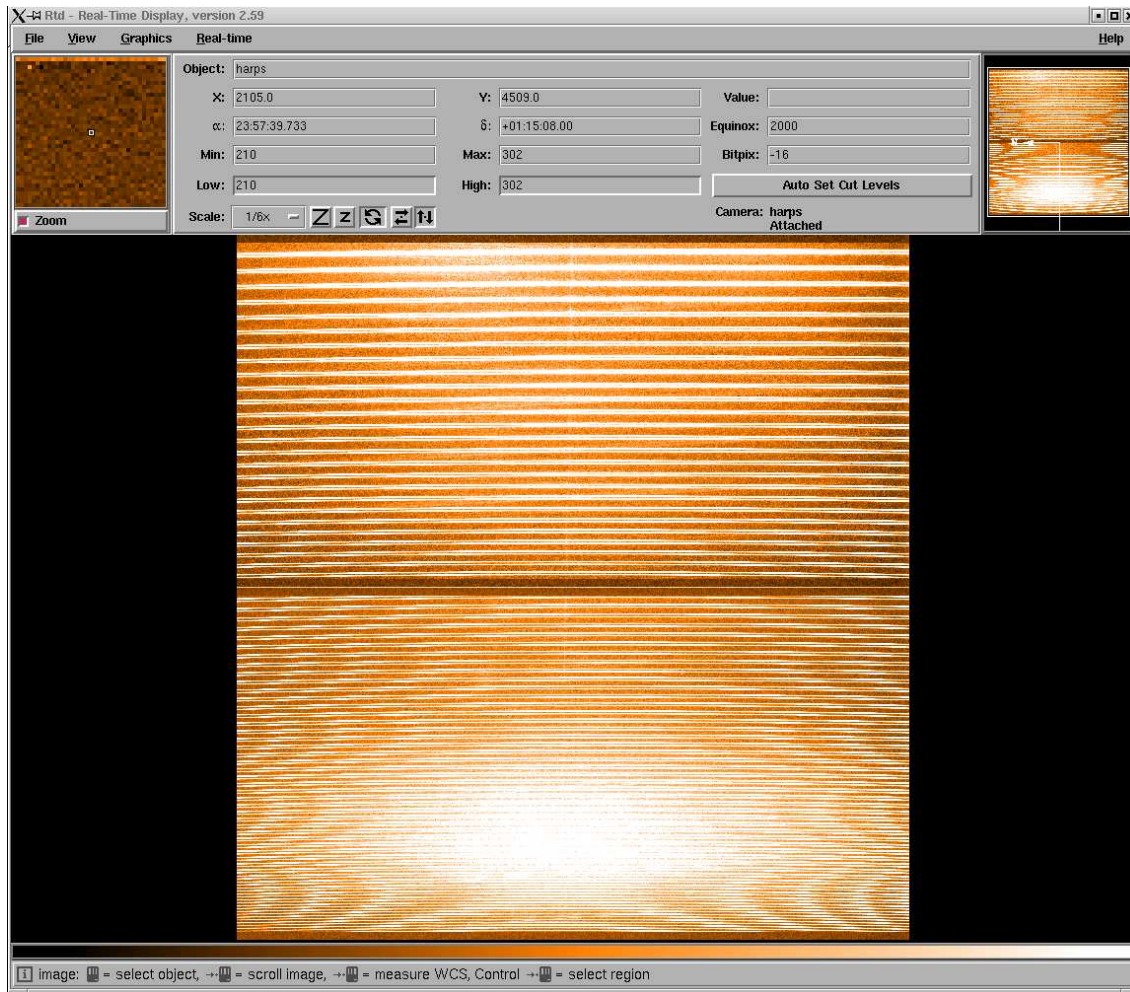 Rtd - Real-Time Display, version 2.59
File View Graphics Real-time Help
Object: harps
X: 2105.0 Y: 4509.0 Value:
α: 23:57:39.733 δ: +01:15:08.00 Equinox: 2000
Min: 210 Max: 302 Bitpix: -16
Low: 210 High: 302 Auto Set Cut Levels
Scale: 1/6x Z z Camera: harps
Attached
Zoom
image: = select object, = scroll image, = measure WCS, Control = select region